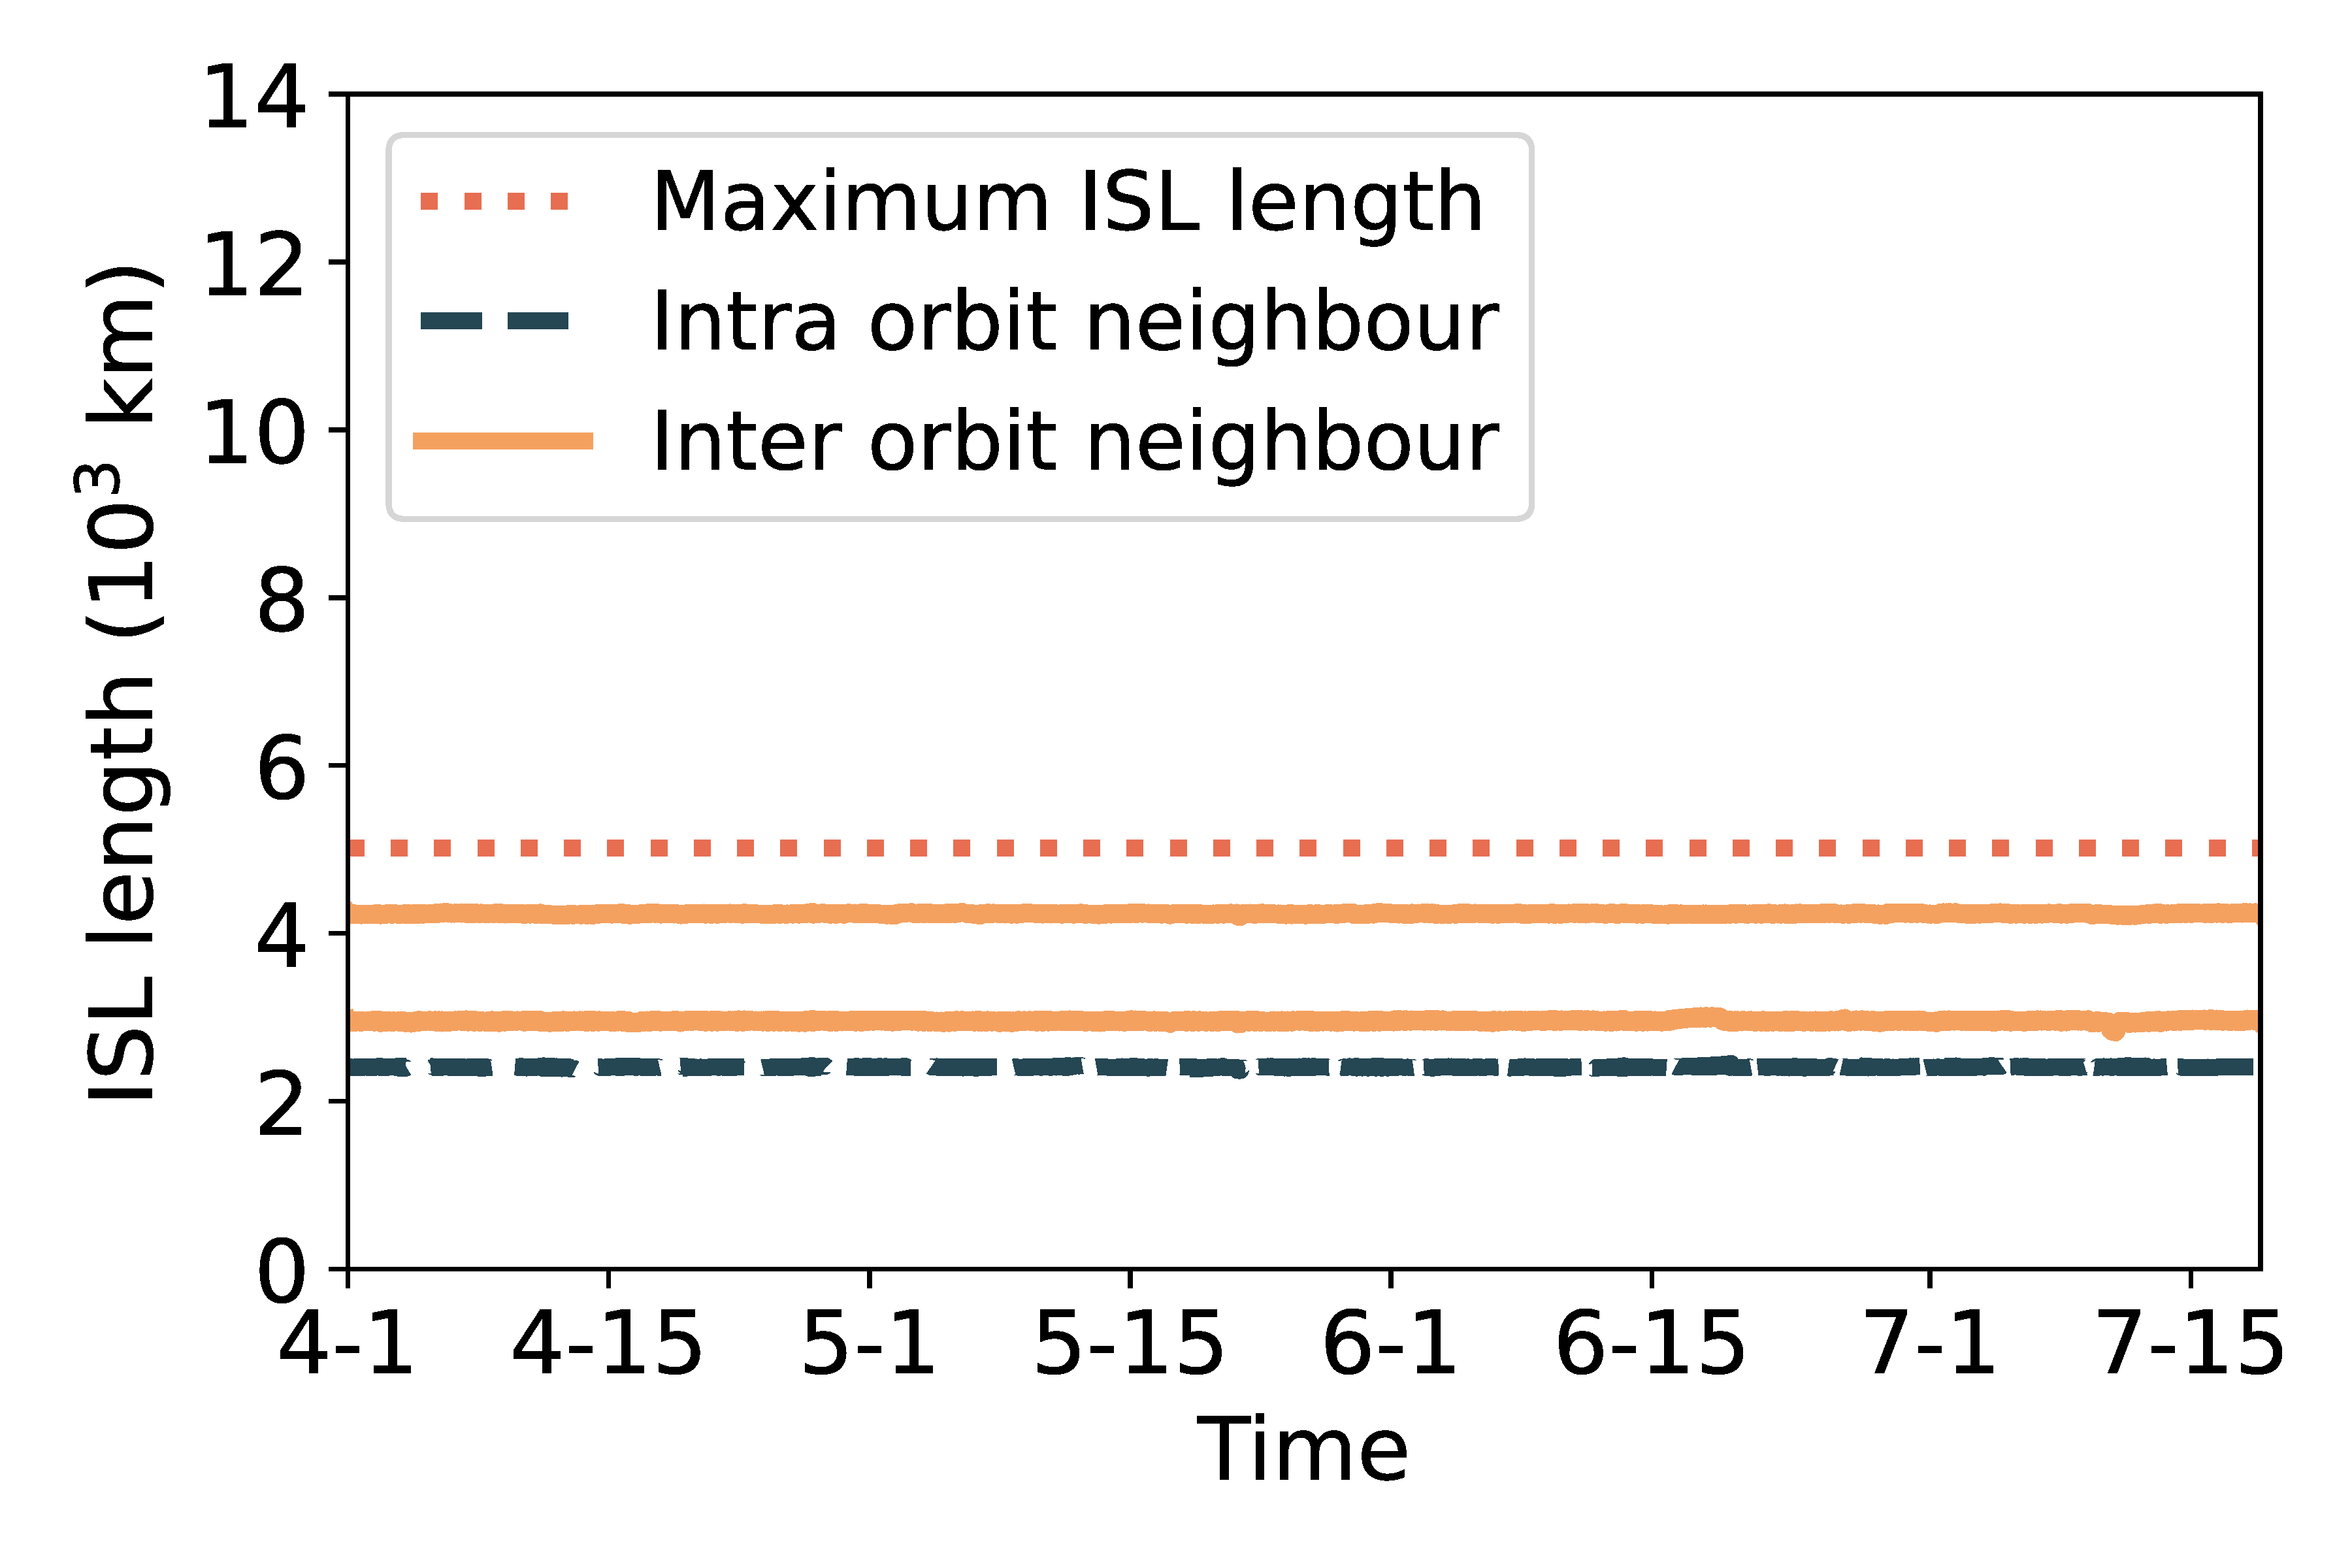 14
12
10
8
6
4
2
0
ISL length (10³ km)
Maximum ISL length
Intra orbit neighbour
Inter orbit neighbour
4-1 4-15 5-1 5-15 6-1 6-15 7-1 7-15
Time